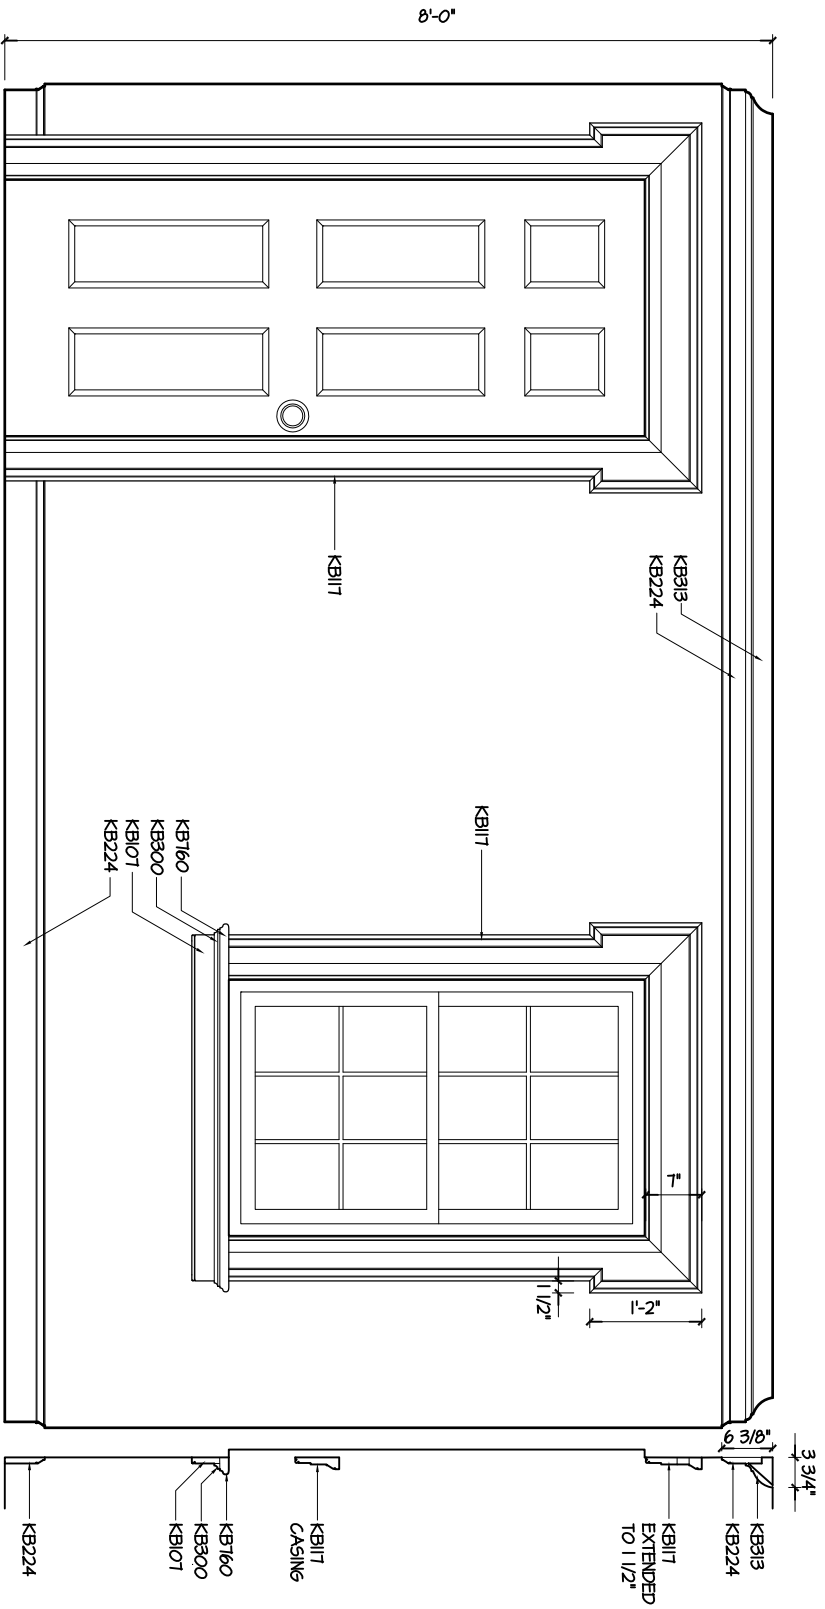 8'-0"
KB117
KB313
KB224
KB117
KB760
KB300
KB107
KB224
7"
1 1/2"
1'-2"
6 3/8"
3 3/4"
KB313
KB224
KB117
EXTENDED
TO 1 1/2"
KB117
CASING
KB760
KB300
KB107
KB224